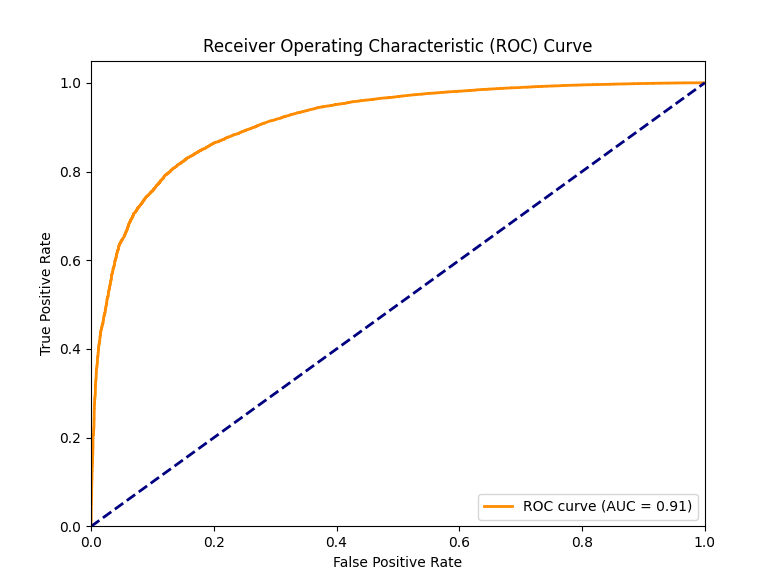 Receiver Operating Characteristic (ROC) Curve
1.0
0.8
0.6
0.4
0.2
0.0
True Positive Rate
ROC curve (AUC = 0.91)
0.0 0.2 0.4 0.6 0.8 1.0
False Positive Rate